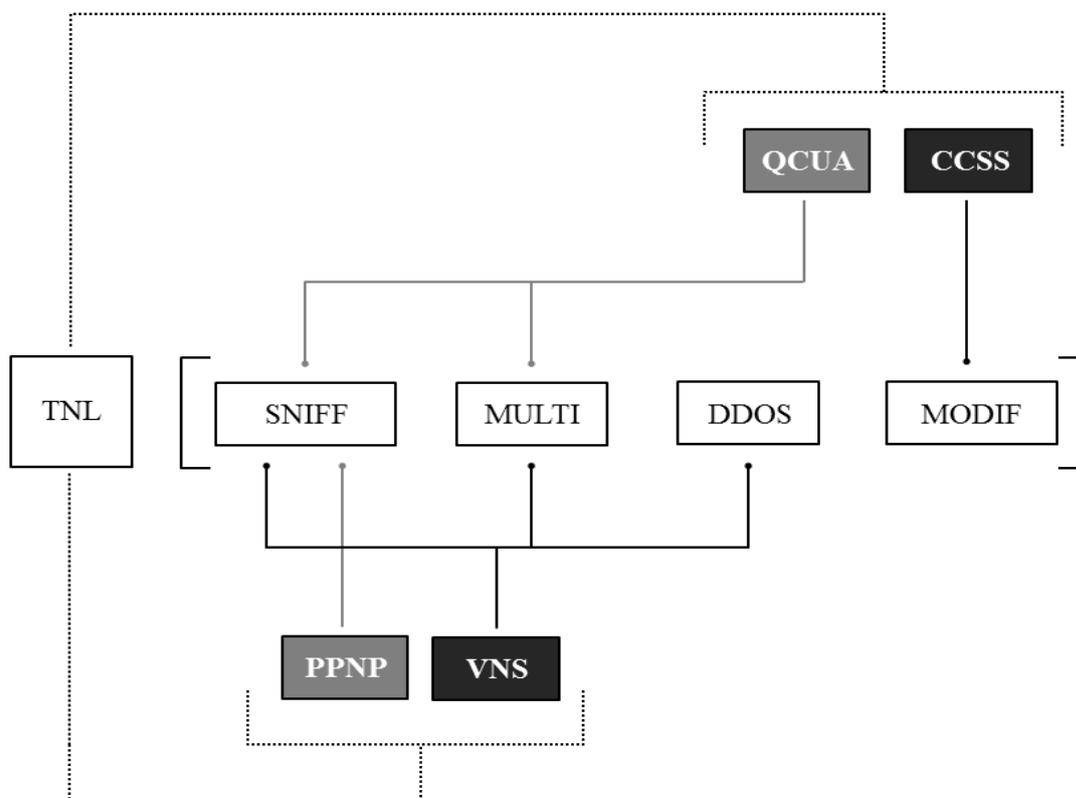 QCUA
CCSS
TNL
SNIFF
MULTI
DDOS
MODIF
PPNP
VNS